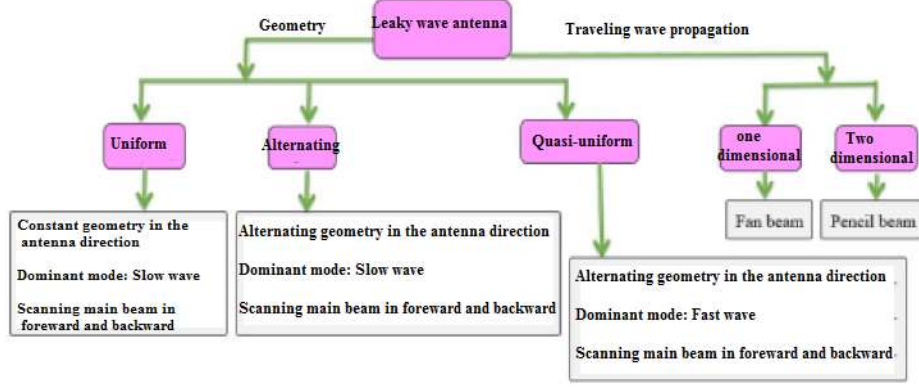 Leaky wave antenna
Geometry
Traveling wave propagation
Uniform
Alternating
Quasi-uniform
one
dimensional
Two
dimensional
Fan beam
Pencil beam
Constant geometry in the
antenna direction
Dominant mode: Slow wave
Scanning main beam in
foreward and backward
Alternating geometry in the antenna direction
Dominant mode: Slow wave
Scanning main beam in foreward and backward
Alternating geometry in the antenna direction
Dominant mode: Fast wave
Scanning main beam in foreward and backward